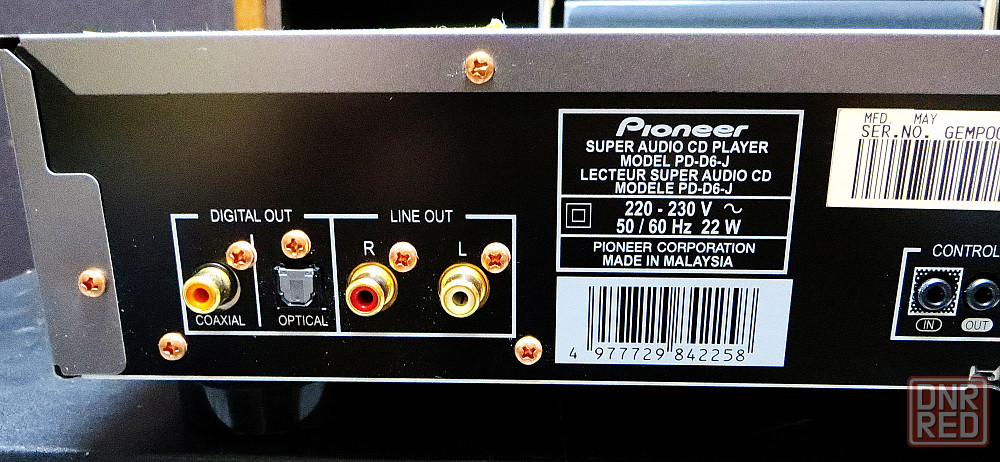 Pioneer
SUPER AUDIO CD PLAYER
MODEL PD-D6-J
LECTEUR SUPER AUDIO CD
MODELE PD-D6-J
220 - 230 V ~
50 / 60 Hz 22 W
PIONEER CORPORATION
MADE IN MALAYSIA
4 977729 842258
MFD. MAY
SER.NO. GEMP00
DIGITAL OUT
LINE OUT
R
L
COAXIAL
OPTICAL
CONTROL
IN
OUT
DNR
RED